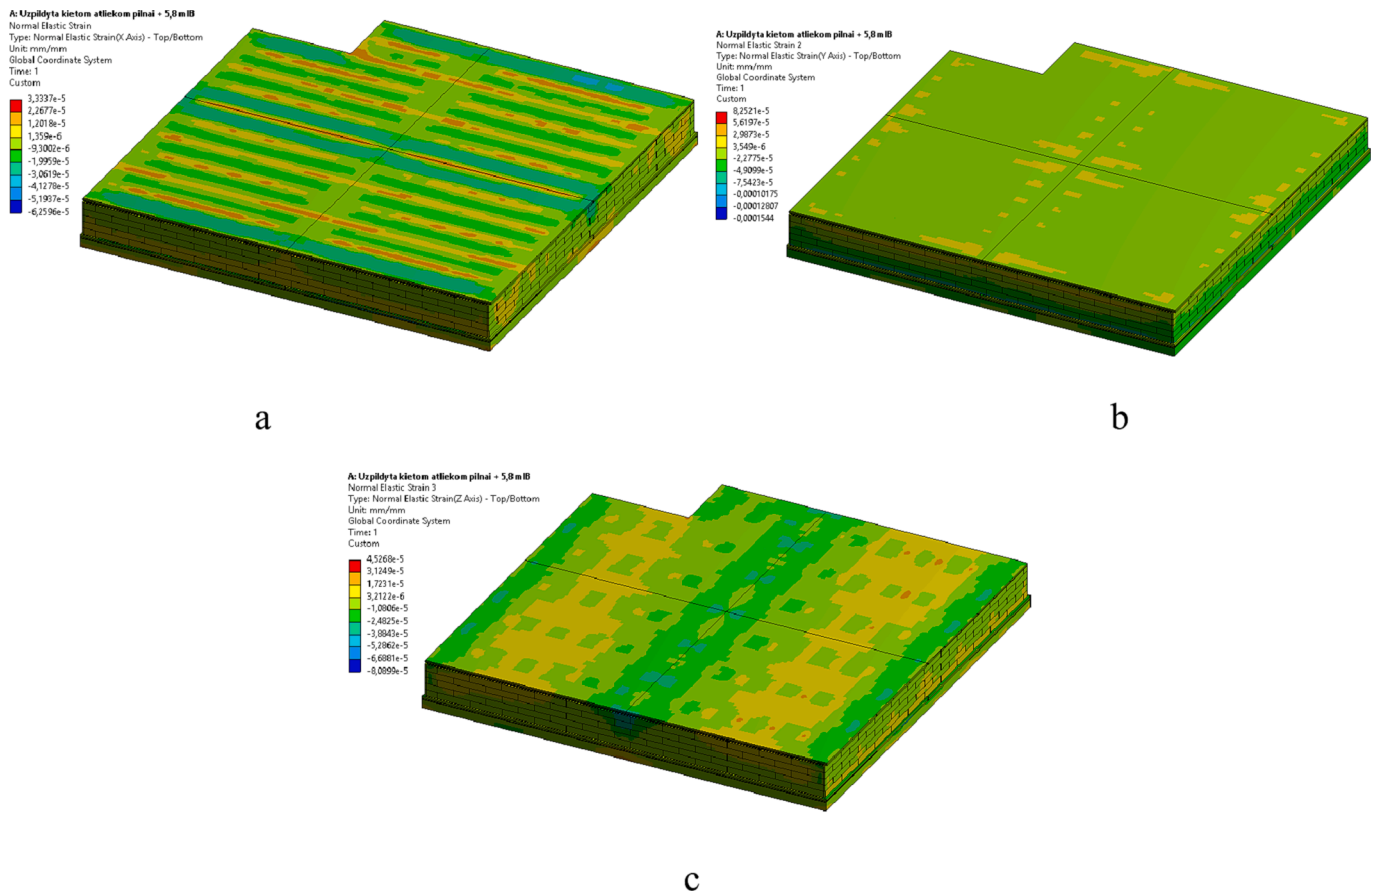 A: Uzpildyta kietom atliekom pilnai + 5,8 m IB
Normal Elastic Strain
Type: Normal Elastic Strain(X Axis) - Top/Bottom
Unit: mm/mm
Global Coordinate System
Time: 1
Custom
3,3337e-5
2,2677e-5
1,2018e-5
1,359e-6
-9,3002e-6
-1,9959e-5
-3,0619e-5
-4,1278e-5
-5,1937e-5
-6,2596e-5
a
A: Uzpildyta kietom atliekom pilnai + 5,8 m IB
Normal Elastic Strain 2
Type: Normal Elastic Strain(Y Axis) - Top/Bottom
Unit: mm/mm
Global Coordinate System
Time: 1
Custom
8,2521e-5
5,6197e-5
2,9873e-5
3,549e-6
-2,2775e-5
-4,9099e-5
-7,5423e-5
-0,00010175
-0,00012807
-0,0001544
b
A: Uzpildyta kietom atliekom pilnai + 5,8 m IB
Normal Elastic Strain 3
Type: Normal Elastic Strain(Z Axis) - Top/Bottom
Unit: mm/mm
Global Coordinate System
Time: 1
Custom
4,5268e-5
3,1249e-5
1,7231e-5
3,2122e-6
-1,0806e-5
-2,4825e-5
-3,8843e-5
-5,2862e-5
-6,6881e-5
-8,0899e-5
c